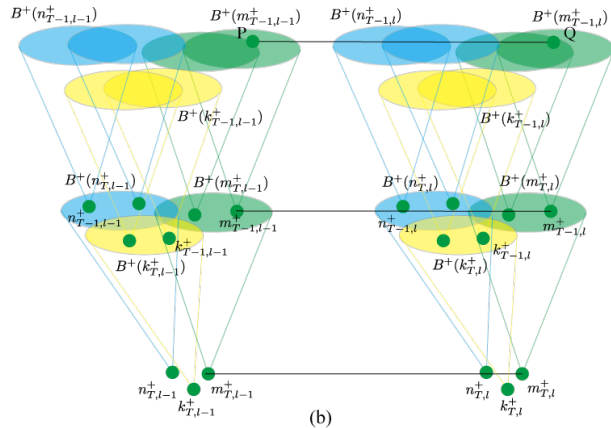 B⁺(n⁺_{T−1,l−1}) B⁺(m⁺_{T−1,l−1}) B⁺(n⁺_{T−1,l}) B⁺(m⁺_{T−1,l})
P Q
B⁺(k⁺_{T−1,l−1}) B⁺(k⁺_{T−1,l})
B⁺(n⁺_{T,l−1}) B⁺(m⁺_{T,l−1}) B⁺(n⁺_{T,l}) B⁺(m⁺_{T,l})
n⁺_{T−1,l−1} m⁺_{T−1,l−1} n⁺_{T−1,l} m⁺_{T−1,l}
k⁺_{T−1,l−1} k⁺_{T−1,l}
B⁺(k⁺_{T,l−1}) B⁺(k⁺_{T,l})
n⁺_{T,l−1} m⁺_{T,l−1} n⁺_{T,l} m⁺_{T,l}
k⁺_{T,l−1} k⁺_{T,l}
(b)